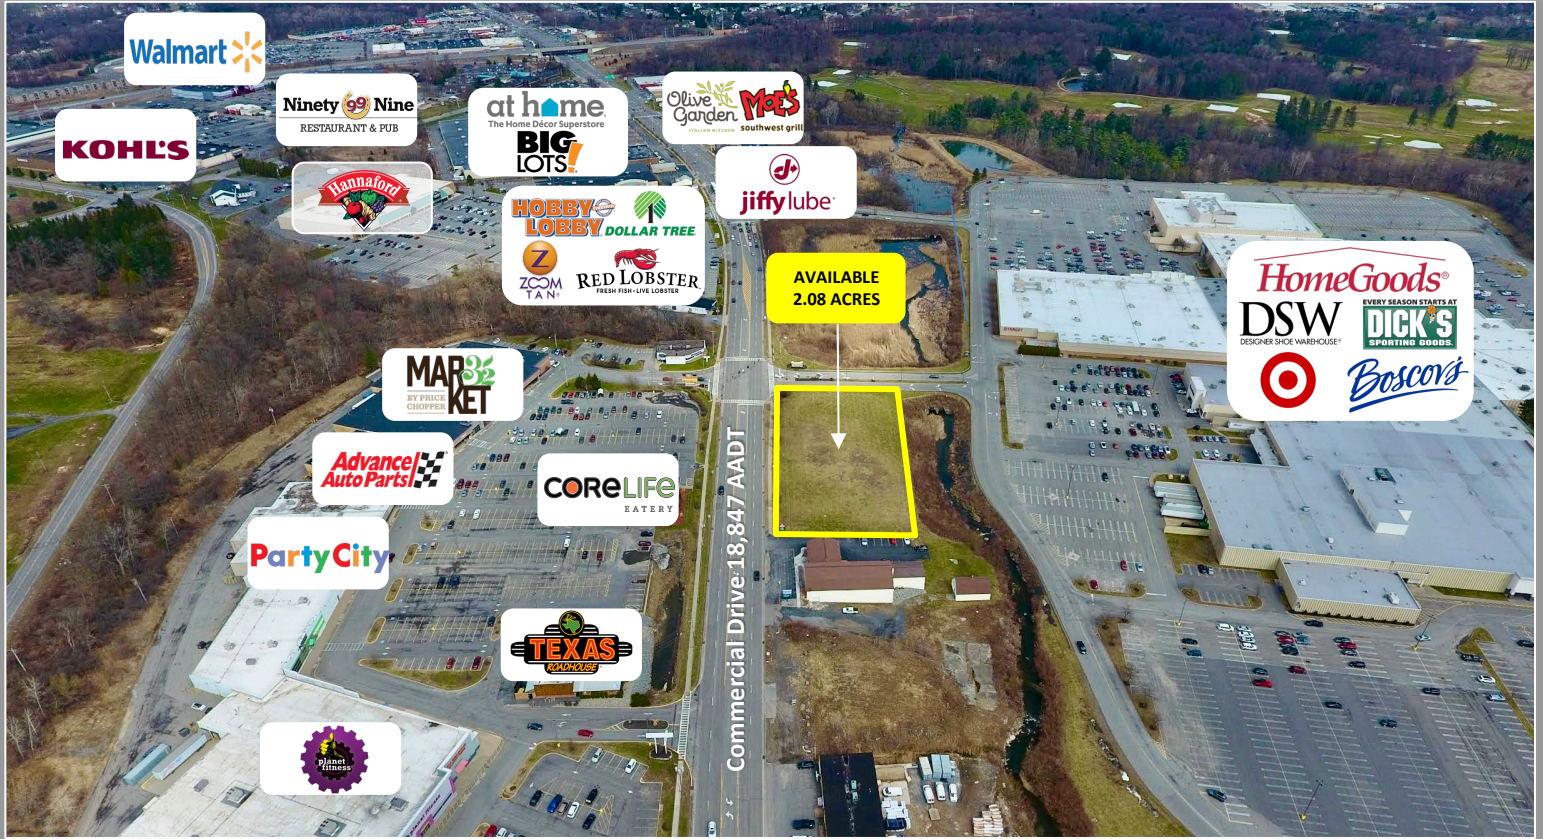 Walmart
Ninety 99 Nine
RESTAURANT & PUB
KOHL'S
Hannaford
at home.
The Home Décor Superstore
BIG
LOTS!
Olive
Garden
ITALIAN KITCHEN
MOE'S
southwest grill
jiffy lube
HOBBY
LOBBY
DOLLAR TREE
Z
ZOOM
TAN
RED LOBSTER
FRESH FISH • LIVE LOBSTER
AVAILABLE
2.08 ACRES
HomeGoods
DSW
DESIGNER SHOE WAREHOUSE
EVERY SEASON STARTS AT
DICK'S
SPORTING GOODS.
Boscov's
MAR 32
KET
BY PRICE
CHOPPER
Advance
Auto Parts
CORELIFE
EATERY
Party City
TEXAS
ROADHOUSE
planet
fitness
Commercial Drive 18,847 AADT